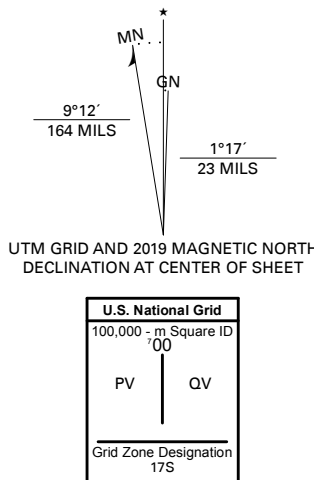 ★
MN
GN
9°12´
164 MILS
1°17´
23 MILS
UTM GRID AND 2019 MAGNETIC NORTH
DECLINATION AT CENTER OF SHEET
U.S. National Grid
100,000 - m Square ID
⁷00
PV QV
Grid Zone Designation
17S